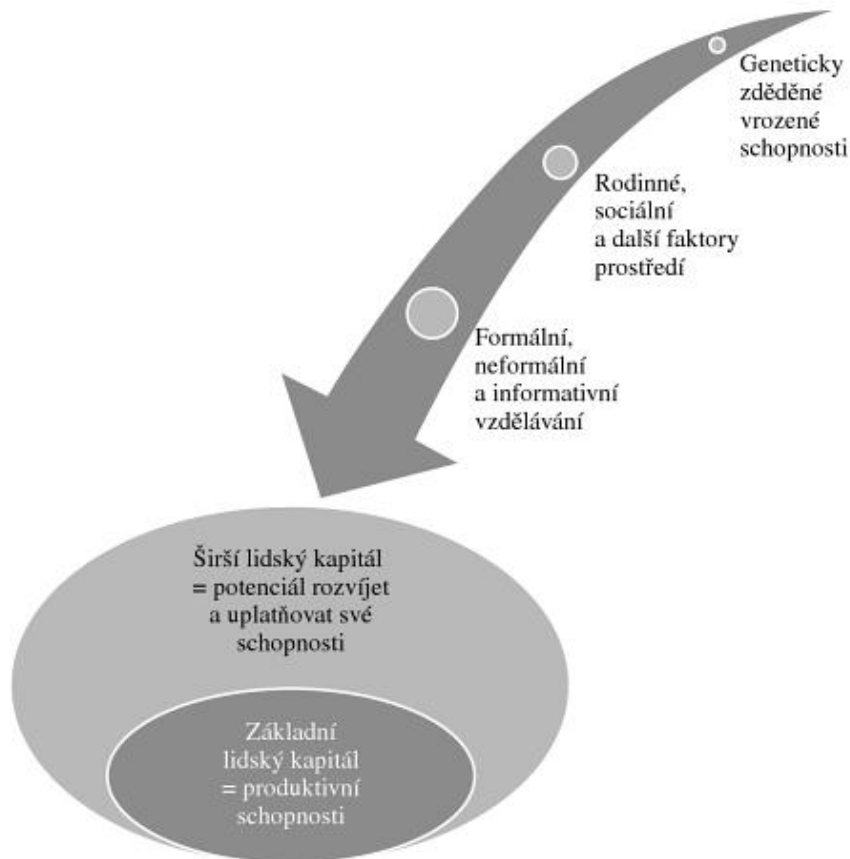 Geneticky
zděděné
vrozené
schopnosti
Rodinné,
sociální
a další faktory
prostředí
Formální,
neformální
a informativní
vzdělávání
Širší lidský kapitál
= potenciál rozvíjet
a uplatňovat své
schopnosti
Základní
lidský kapitál
= produktivní
schopnosti